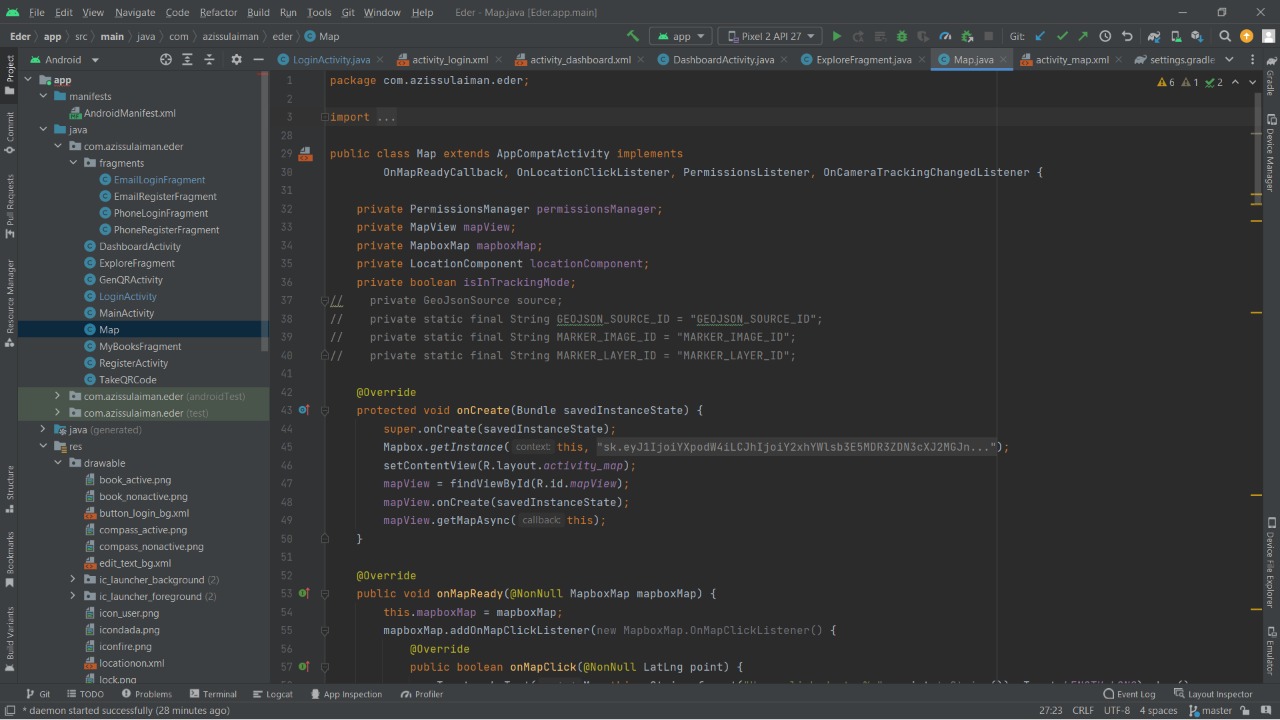 File Edit View Navigate Code Refactor Build Run Tools Git Window Help Eder - Map.java [Eder.app.main]
Eder app src main java com azissulaiman eder Map app Pixel 2 API 27 Git:
Android LoginActivity.java activity_login.xml activity_dashboard.xml DashboardActivity.java ExploreFragment.java Map.java activity_map.xml settings.gradle
Project
Commit
Pull Requests
Resource Manager
Structure
Bookmarks
Build Variants
app
manifests
AndroidManifest.xml
java
com.azissulaiman.eder
fragments
EmailLoginFragment
EmailRegisterFragment
PhoneLoginFragment
PhoneRegisterFragment
DashboardActivity
ExploreFragment
GenQRActivity
LoginActivity
MainActivity
Map
MyBooksFragment
RegisterActivity
TakeQRCode
com.azissulaiman.eder (androidTest)
com.azissulaiman.eder (test)
java (generated)
res
drawable
book_active.png
book_nonactive.png
button_login_bg.xml
compass_active.png
compass_nonactive.png
edit_text_bg.xml
ic_launcher_background (2)
ic_launcher_foreground (2)
icon_user.png
icondada.png
iconfire.png
locationon.xml
lock.png
6 1 2
1 package com.azissulaiman.eder;
2
3 import ...
28
29 public class Map extends AppCompatActivity implements
30 OnMapReadyCallback, OnLocationClickListener, PermissionsListener, OnCameraTrackingChangedListener {
31
32 private PermissionsManager permissionsManager;
33 private MapView mapView;
34 private MapboxMap mapboxMap;
35 private LocationComponent locationComponent;
36 private boolean isInTrackingMode;
37 // private GeoJsonSource source;
38 // private static final String GEOJSON_SOURCE_ID = "GEOJSON_SOURCE_ID";
39 // private static final String MARKER_IMAGE_ID = "MARKER_IMAGE_ID";
40 // private static final String MARKER_LAYER_ID = "MARKER_LAYER_ID";
41
42 @Override
43 protected void onCreate(Bundle savedInstanceState) {
44 super.onCreate(savedInstanceState);
45 Mapbox.getInstance( context: this, "sk.eyJ1IjoiYXpodW4iLCJhIjoiY2xhYWlsb3E5MDR3ZDN3cXJ2MGJn...");
46 setContentView(R.layout.activity_map);
47 mapView = findViewById(R.id.mapView);
48 mapView.onCreate(savedInstanceState);
49 mapView.getMapAsync( callback: this);
50 }
51
52 @Override
53 public void onMapReady(@NonNull MapboxMap mapboxMap) {
54 this.mapboxMap = mapboxMap;
55 mapboxMap.addOnMapClickListener(new MapboxMap.OnMapClickListener() {
56 @Override
57 public boolean onMapClick(@NonNull LatLng point) {
Gradle
Device Manager
Device File Explorer
Emulator
Git TODO Problems Terminal Logcat App Inspection Profiler Event Log Layout Inspector
* daemon started successfully (28 minutes ago) 27:23 CRLF UTF-8 4 spaces master